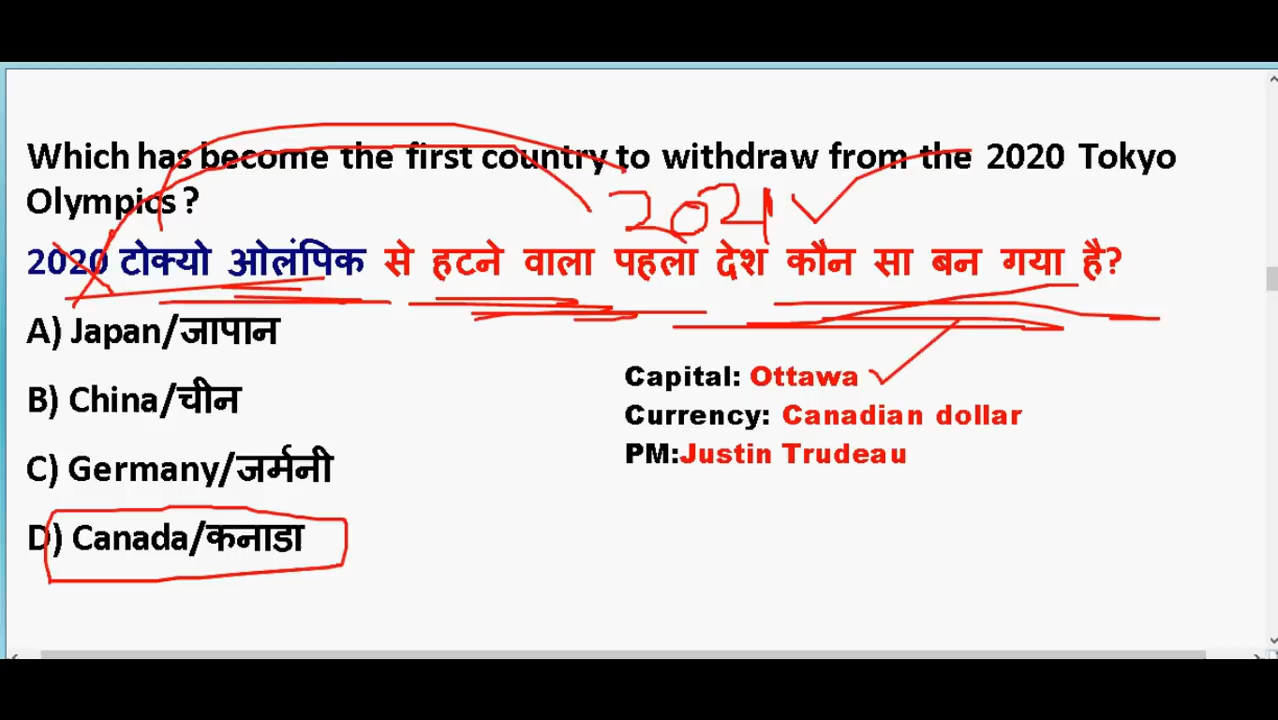 Which has become the first country to withdraw from the 2020 Tokyo
Olympics ?
2021
2020 टोक्यो ओलंपिक से हटने वाला पहला देश कौन सा बन गया है?
A) Japan/जापान
B) China/चीन
Capital: Ottawa
Currency: Canadian dollar
PM:Justin Trudeau
C) Germany/जर्मनी
D) Canada/कनाडा